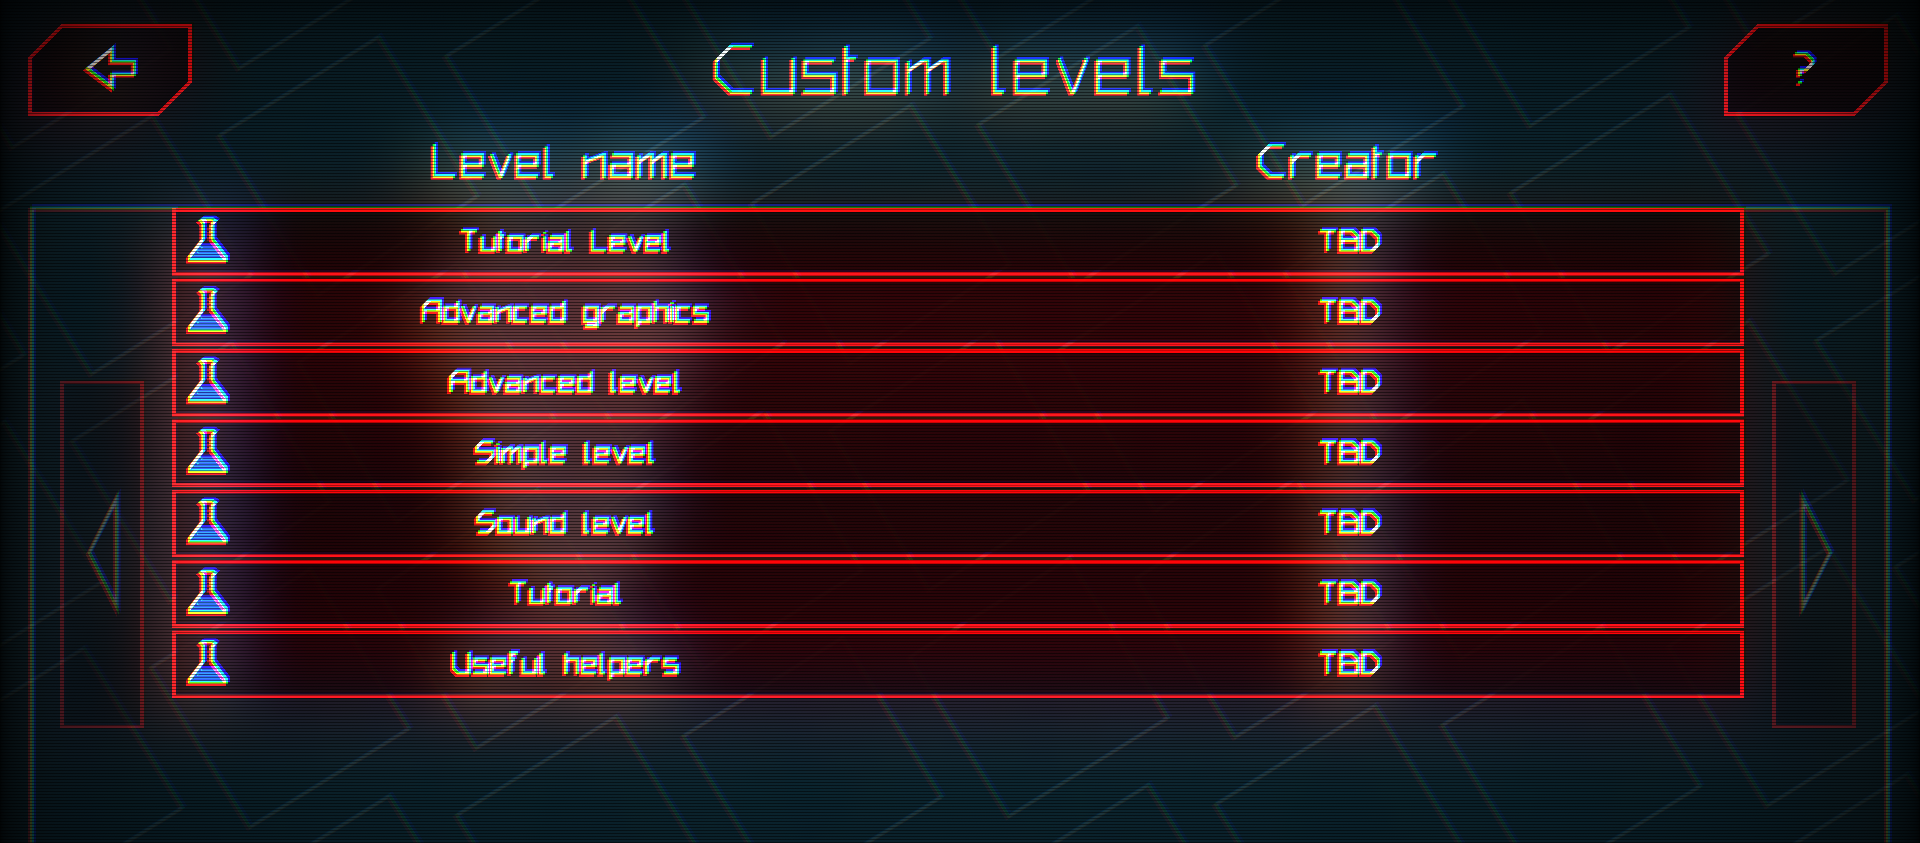 Custom levels
?
Level name Creator
Tutorial Level TBD
Advanced graphics TBD
Advanced level TBD
Simple level TBD
Sound level TBD
Tutorial TBD
Useful helpers TBD